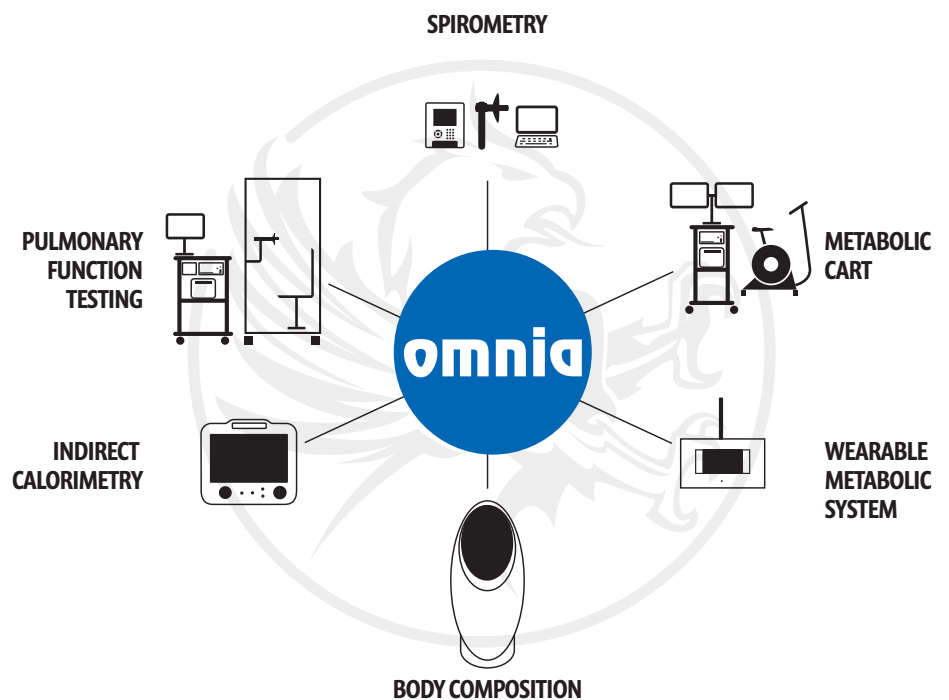 SPIROMETRY
PULMONARY
FUNCTION
TESTING
METABOLIC
CART
omnia
INDIRECT
CALORIMETRY
WEARABLE
METABOLIC
SYSTEM
BODY COMPOSITION